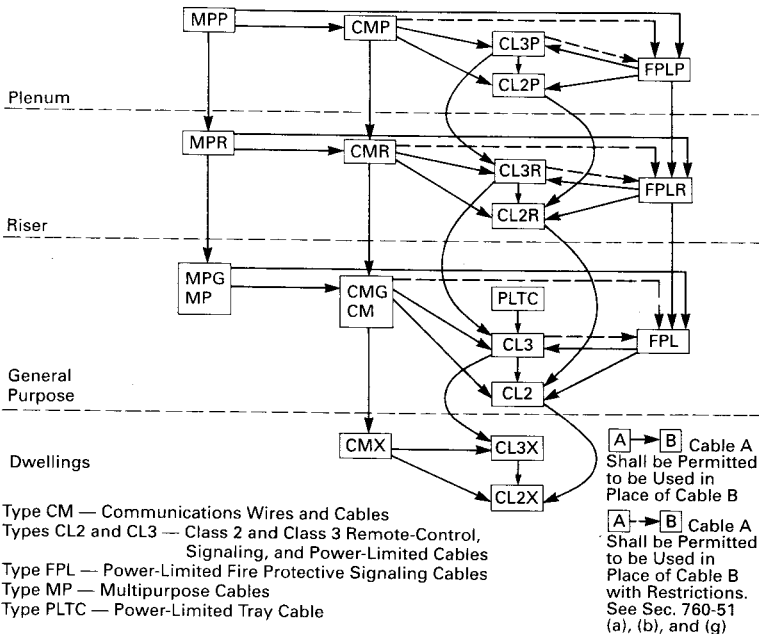 MPP
CMP
CL3P
FPLP
CL2P
Plenum
MPR
CMR
CL3R
FPLR
CL2R
Riser
MPG
MP
CMG
CM
PLTC
CL3
FPL
CL2
General
Purpose
CMX
CL3X
CL2X
Dwellings
A B Cable A
Shall be Permitted
to be Used in
Place of Cable B
A B Cable A
Shall be Permitted
to be Used in
Place of Cable B
with Restrictions.
See Sec. 760-51
(a), (b), and (g)
Type CM — Communications Wires and Cables
Types CL2 and CL3 — Class 2 and Class 3 Remote-Control,
Signaling, and Power-Limited Cables
Type FPL — Power-Limited Fire Protective Signaling Cables
Type MP — Multipurpose Cables
Type PLTC — Power-Limited Tray Cable